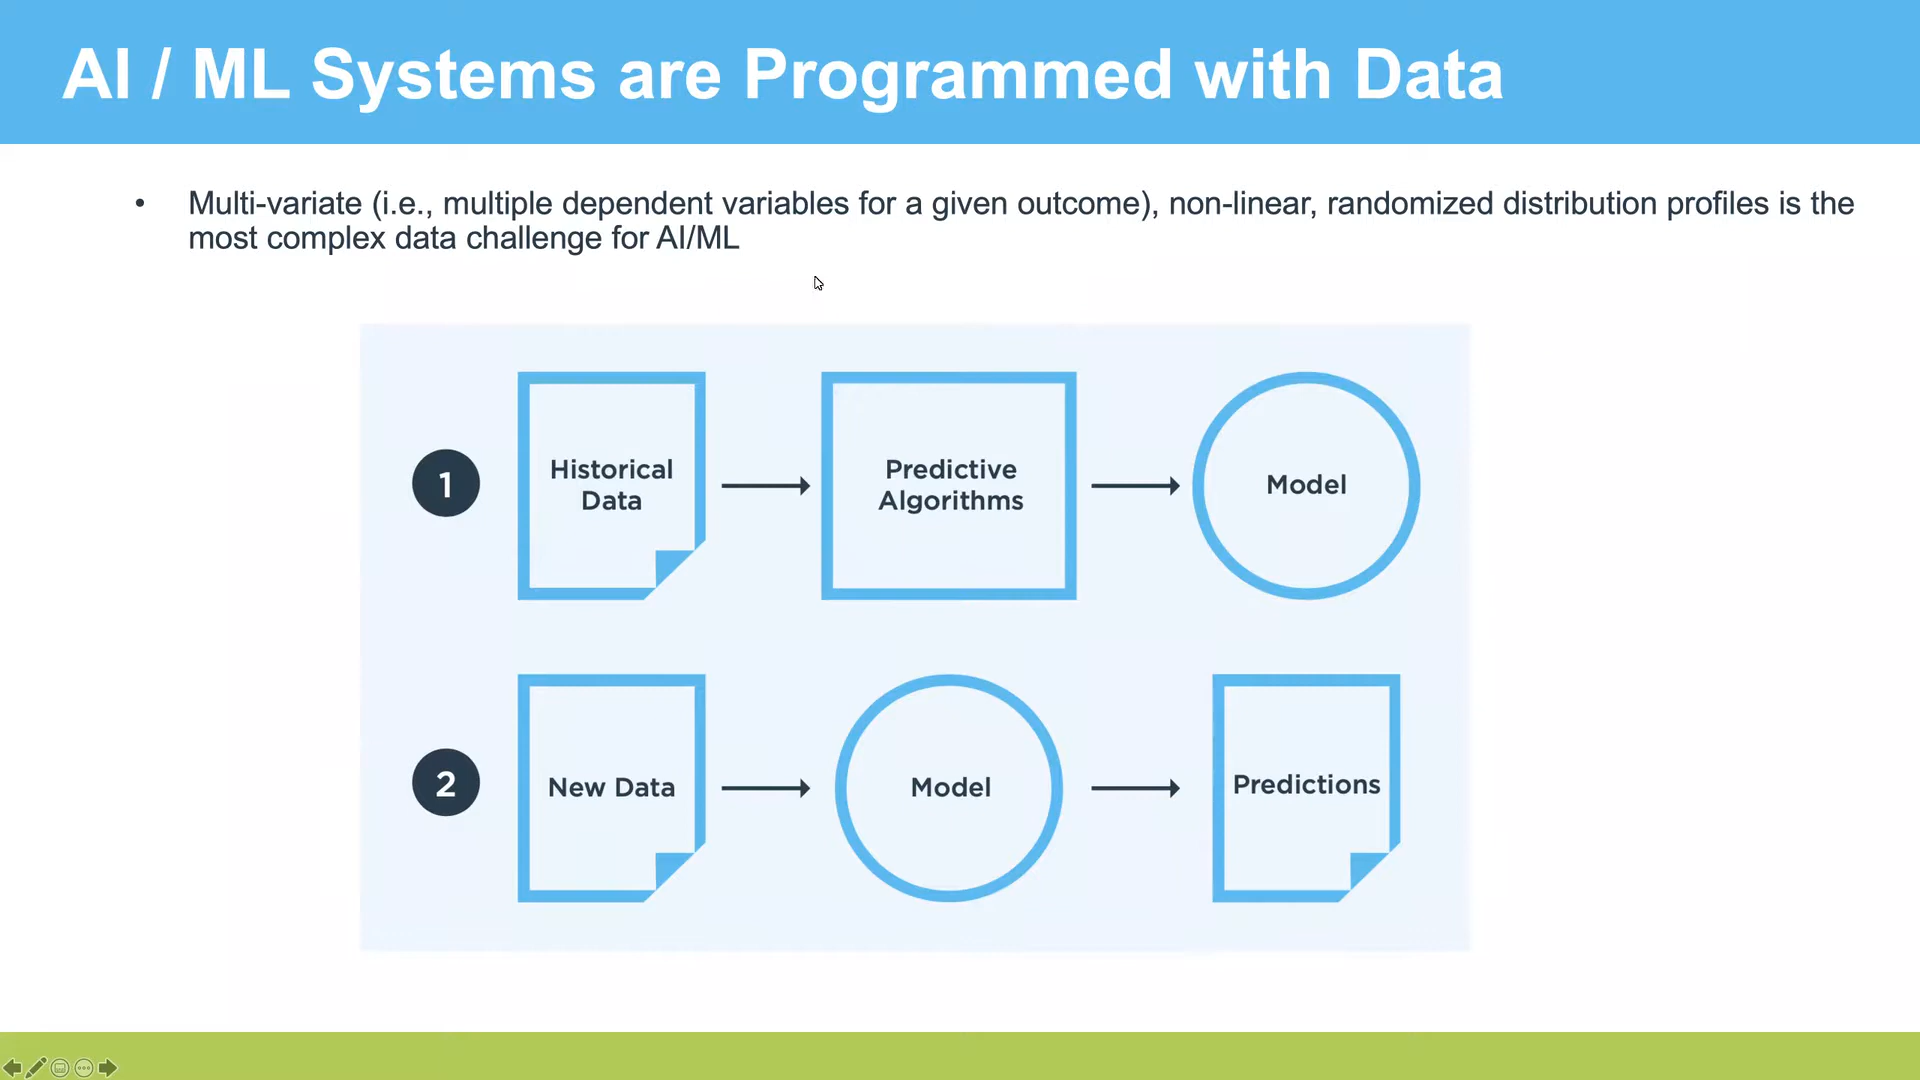 AI / ML Systems are Programmed with Data
• Multi-variate (i.e., multiple dependent variables for a given outcome), non-linear, randomized distribution profiles is the
most complex data challenge for AI/ML
1
Historical
Data
Predictive
Algorithms
Model
2
New Data
Model
Predictions